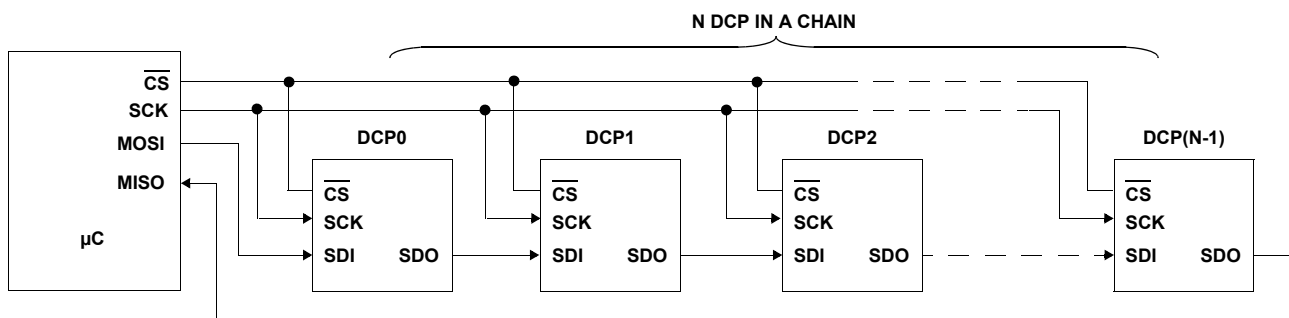 N DCP IN A CHAIN
CS
SCK
MOSI
MISO
µC
DCP0
CS
SCK
SDI SDO
DCP1
CS
SCK
SDI SDO
DCP2
CS
SCK
SDI SDO
DCP(N-1)
CS
SCK
SDI SDO